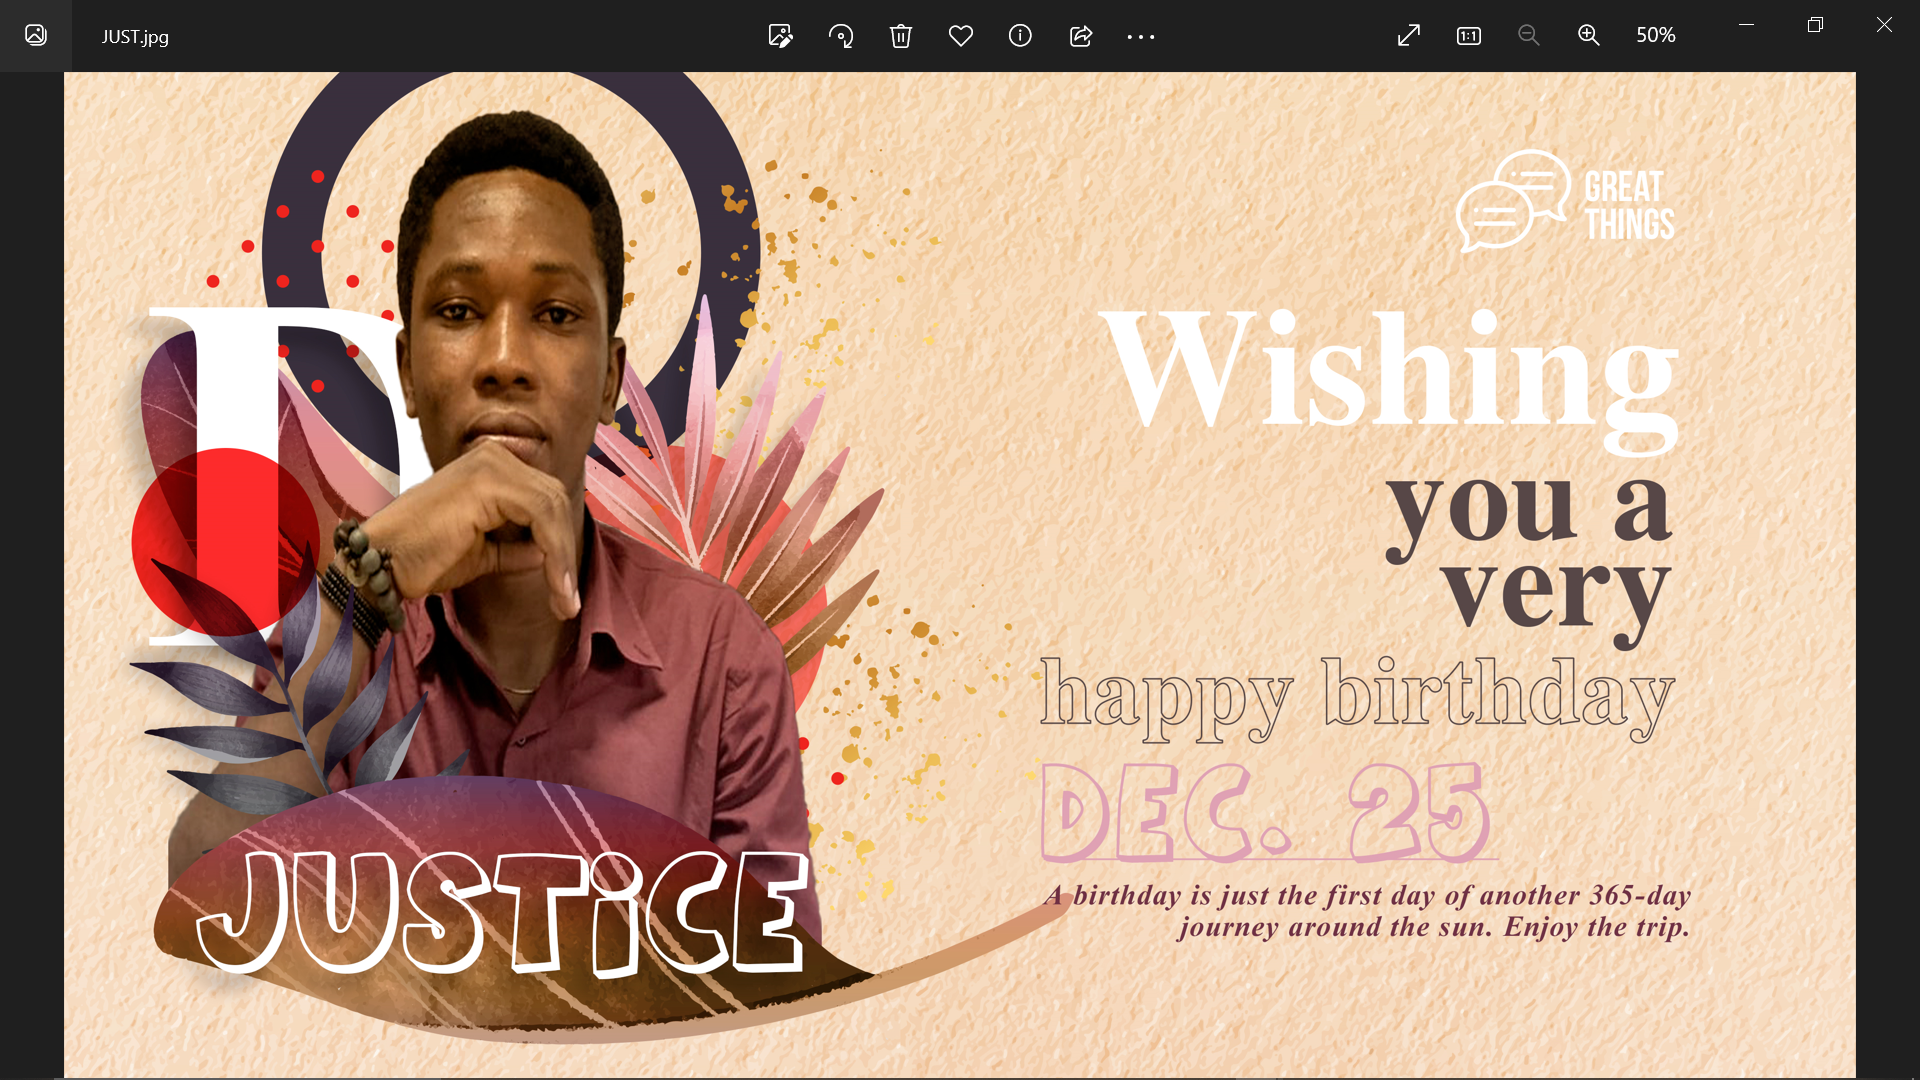 JUST.jpg
50%
GREAT
THINGS
Wishing
you a
very
happy birthday
DEC. 25
A birthday is just the first day of another 365-day
journey around the sun. Enjoy the trip.
JUSTiCE